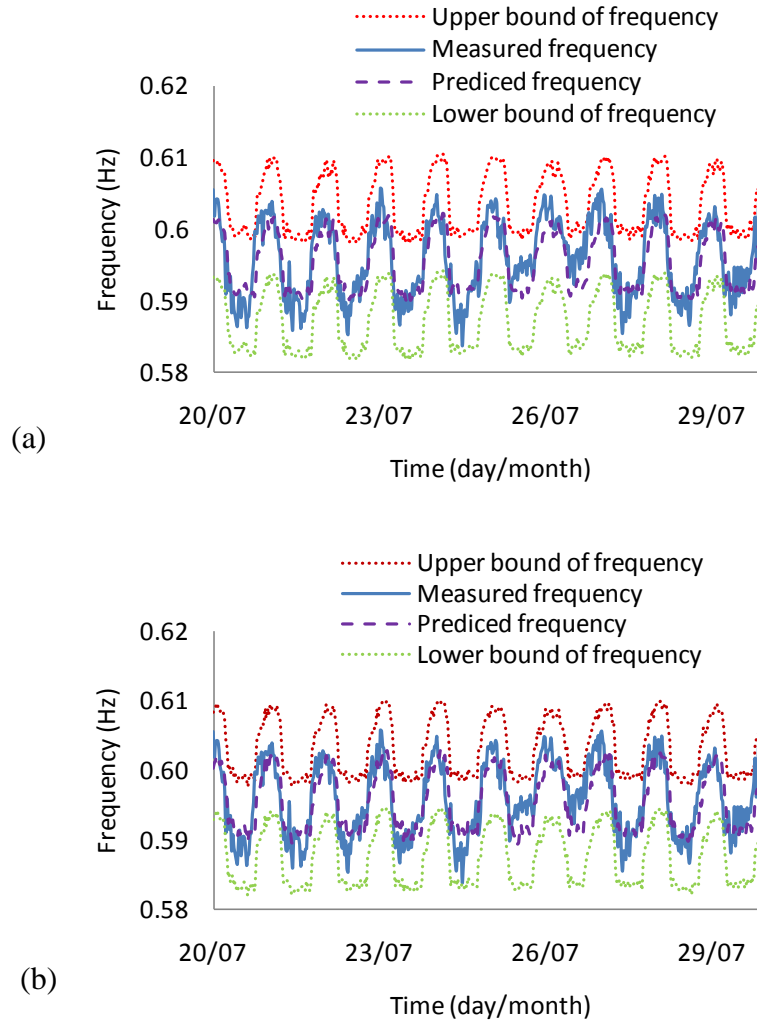 Upper bound of frequency
Measured frequency
Prediced frequency
Lower bound of frequency
0.62
0.61
0.6
0.59
0.58
Frequency (Hz)
20/07 23/07 26/07 29/07
(a)
Time (day/month)
Upper bound of frequency
Measured frequency
Prediced frequency
Lower bound of frequency
0.62
0.61
0.60
0.59
0.58
Frequency (Hz)
20/07 23/07 26/07 29/07
(b)
Time (day/month)